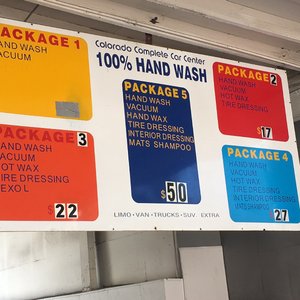 Colorado Complete Car Center
100% HAND WASH
PACKAGE 1
HAND WASH
VACUUM
PACKAGE 2
HAND WASH
VACUUM
HOT WAX
TIRE DRESSING
$17
PACKAGE 5
HAND WASH
VACUUM
HAND WAX
TIRE DRESSING
INTERIOR DRESSING
MATS SHAMPOO
$50
PACKAGE 3
HAND WASH
VACUUM
HOT WAX
TIRE DRESSING
REXOL
$22
PACKAGE 4
HAND WASH
VACUUM
HOT WAX
TIRE DRESSING
INTERIOR DRESSING
MATS SHAMPOO
27
LIMO · VAN · TRUCKS · SUV EXTRA